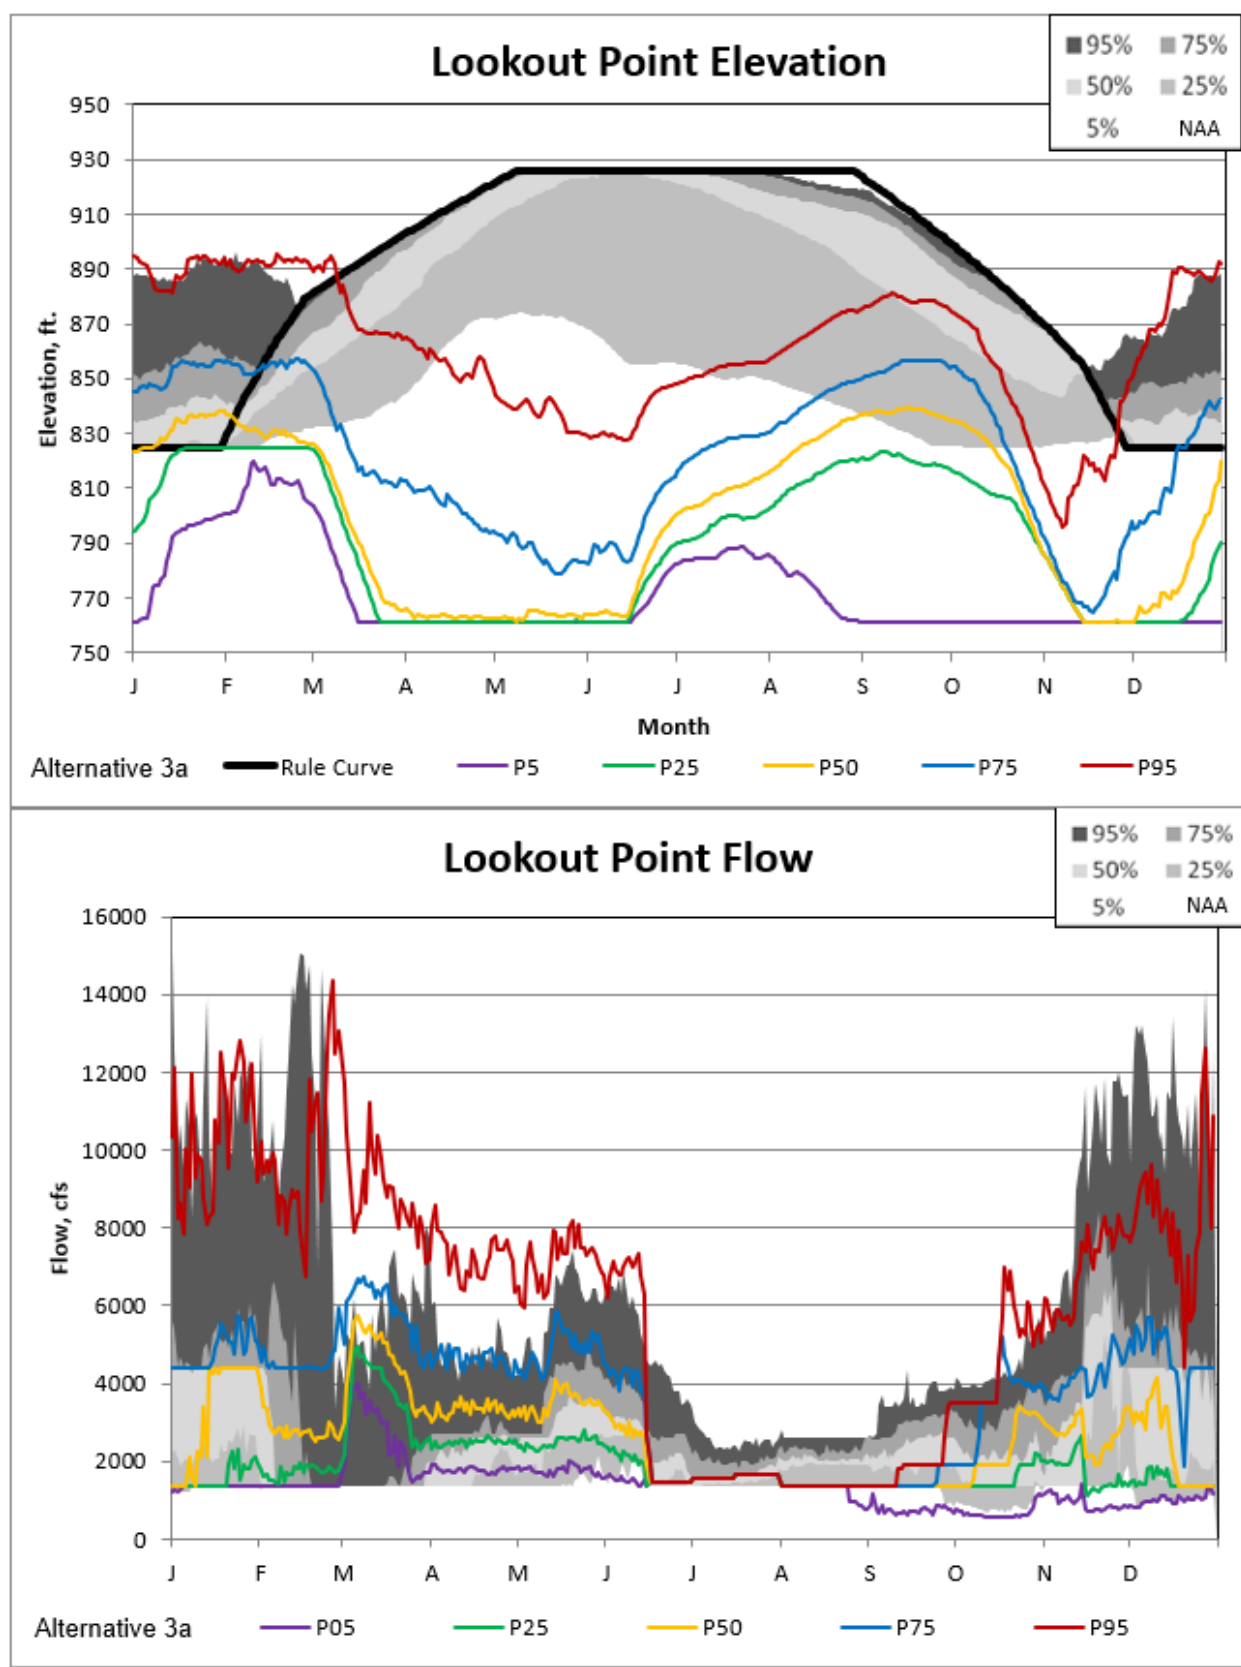 Lookout Point Elevation
95% 75%
50% 25%
5% NAA
950
930
910
890
870
850
830
810
790
770
750
Elevation, ft.
J F M A M J J A S O N D
Month
Alternative 3a Rule Curve P5 P25 P50 P75 P95
Lookout Point Flow
95% 75%
50% 25%
5% NAA
16000
14000
12000
10000
8000
6000
4000
2000
0
Flow, cfs
J F M A M J J A S O N D
Alternative 3a P05 P25 P50 P75 P95